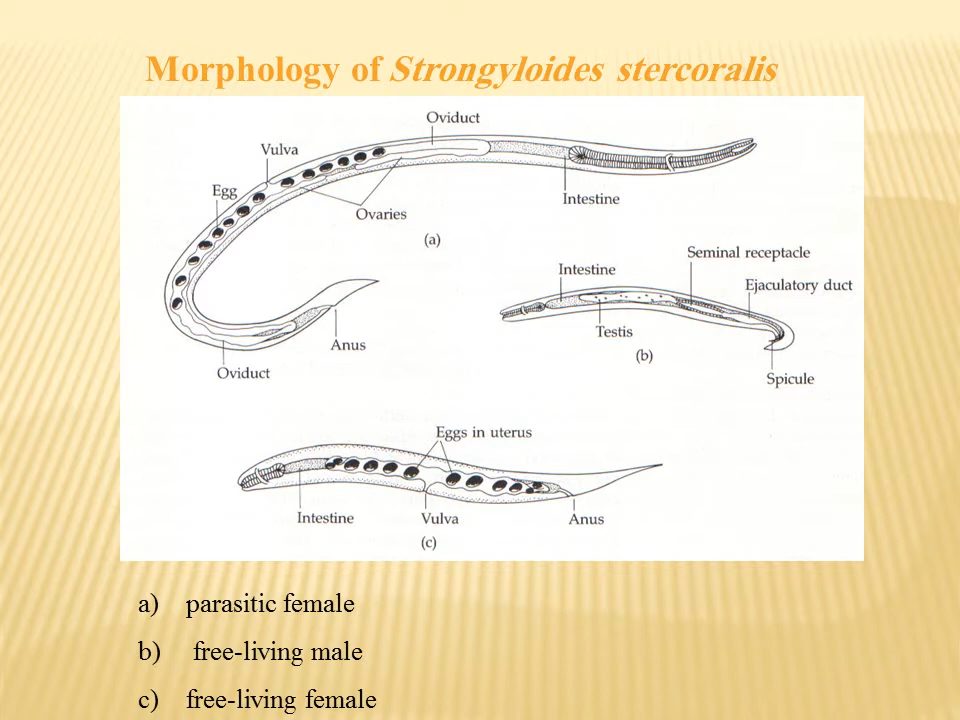 Morphology of Strongyloides stercoralis
Oviduct
Vulva
Egg
Intestine
Ovaries
(a)
Seminal receptacle
Intestine
Ejaculatory duct
Testis
Anus
(b)
Oviduct
Spicule
Eggs in uterus
Intestine
Vulva
Anus
(c)
a) parasitic female
b) free-living male
c) free-living female